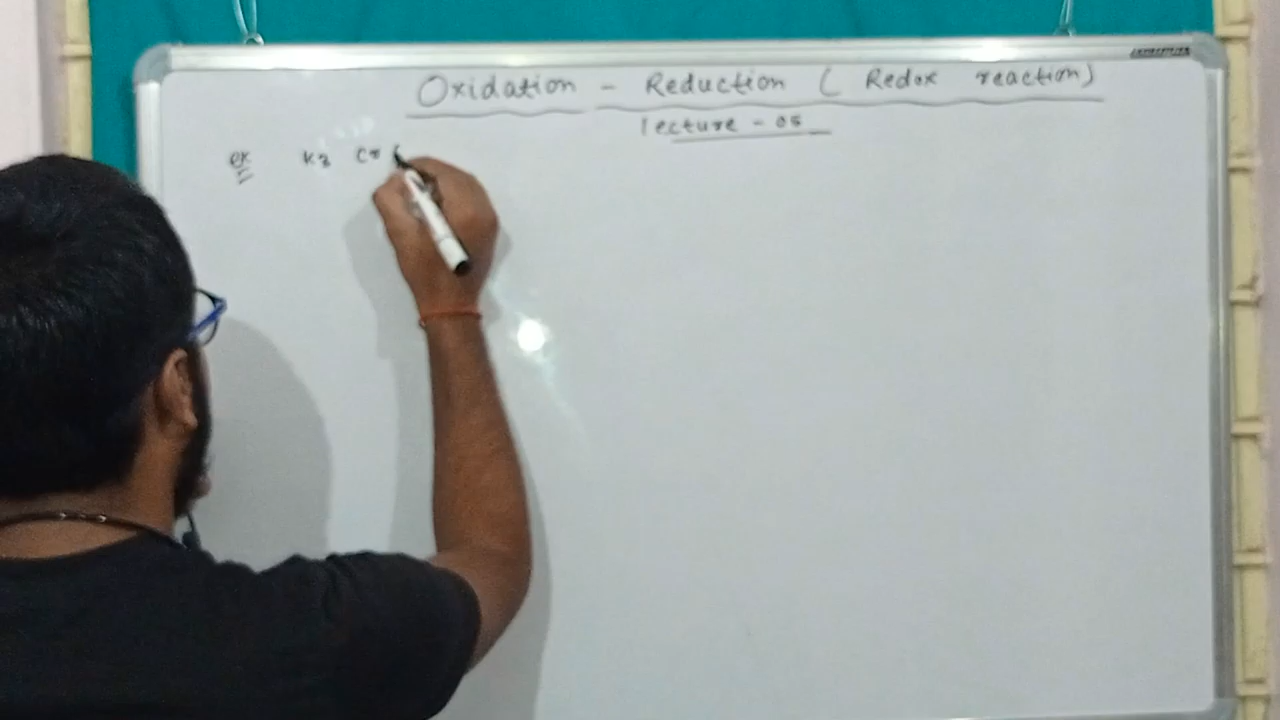 Oxidation - Reduction ( Redox reaction)
lecture - 05
ex K2 Cr